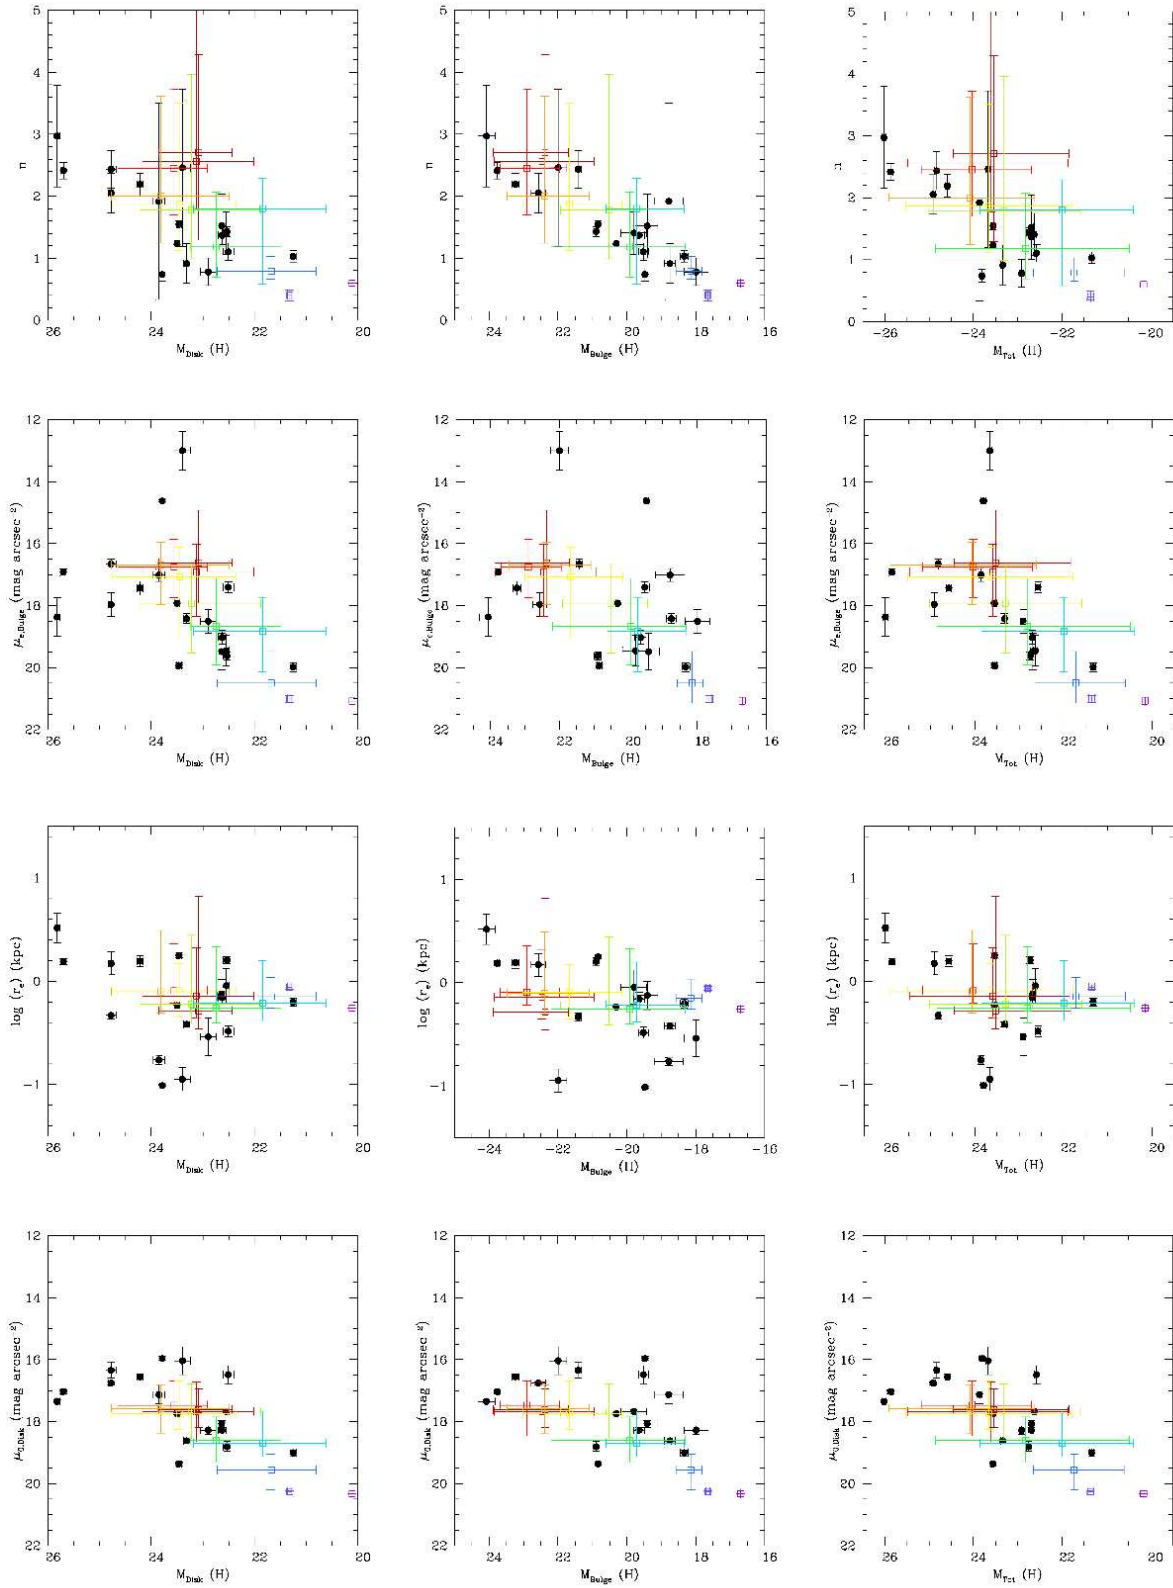 5
4
3
2
1
0
n
26 24 22 20
M_Disk (H)
5
4
3
2
1
0
n
24 22 20 18 16
M_Bulge (H)
5
4
3
2
1
0
n
-26 -24 -22 -20
M_Tot (H)
12
14
16
18
20
22
μ_e,Bulge (mag arcsec⁻²)
26 24 22 20
M_Disk (H)
12
14
16
18
20
22
μ_e,Bulge (mag arcsec⁻²)
24 22 20 18 16
M_Bulge (H)
12
14
16
18
20
22
μ_e,Bulge (mag arcsec⁻²)
26 24 22 20
M_Tot (H)
1
0
-1
log (r_e) (kpc)
26 24 22 20
M_Disk (H)
1
0
-1
log (r_e) (kpc)
-24 -22 -20 -18 -16
M_Bulge (H)
1
0
-1
log (r_e) (kpc)
26 24 22 20
M_Tot (H)
12
14
16
18
20
22
μ_0,Disk (mag arcsec⁻²)
26 24 22 20
M_Disk (H)
12
14
16
18
20
22
μ_0,Disk (mag arcsec⁻²)
24 22 20 18 16
M_Bulge (H)
12
14
16
18
20
22
μ_0,Disk (mag arcsec⁻²)
26 24 22 20
M_Tot (H)